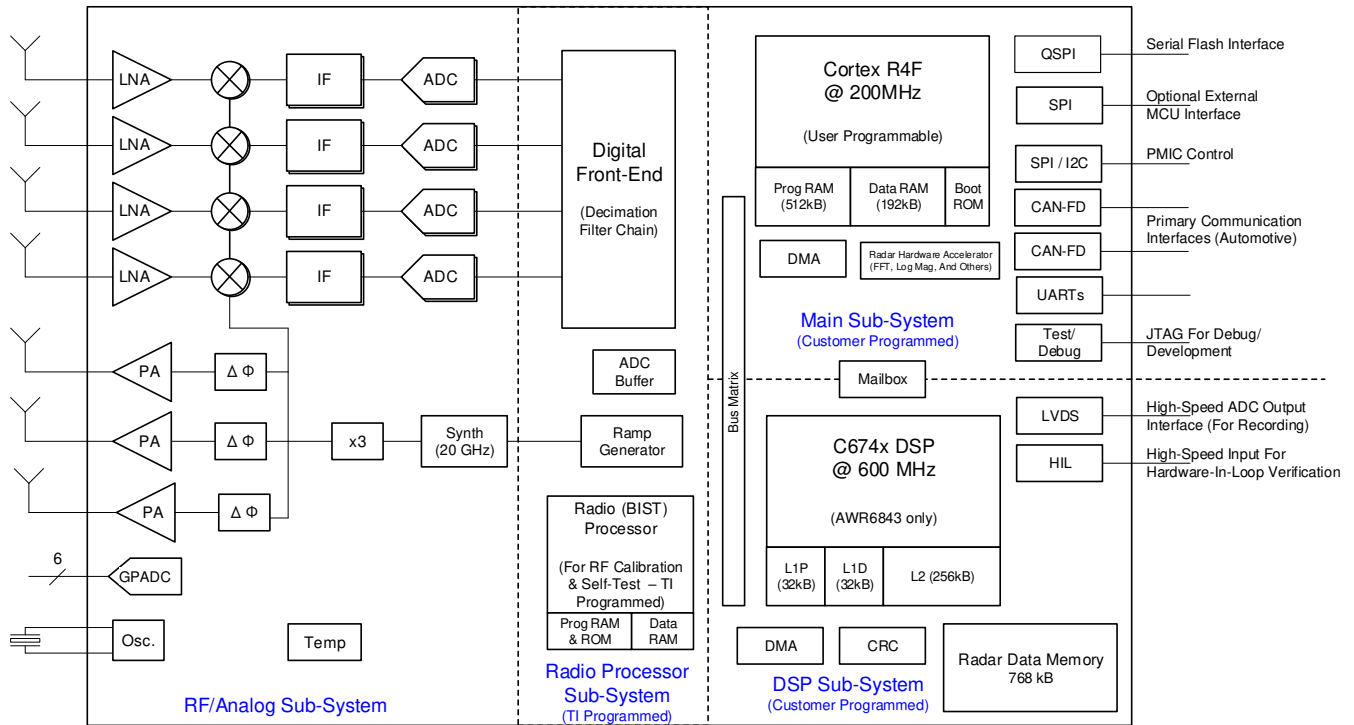 LNA
IF
ADC
LNA
IF
ADC
LNA
IF
ADC
LNA
IF
ADC
PA
Δ Φ
PA
Δ Φ
x3
Synth
(20 GHz)
PA
Δ Φ
6
GPADC
Osc.
Temp
RF/Analog Sub-System
Digital
Front-End
(Decimation
Filter Chain)
ADC
Buffer
Ramp
Generator
Radio (BIST)
Processor
(For RF Calibration
& Self-Test – TI
Programmed)
Prog RAM
& ROM
Data
RAM
Radio Processor
Sub-System
(TI Programmed)
Bus Matrix
Cortex R4F
@ 200MHz
(User Programmable)
Prog RAM
(512kB)
Data RAM
(192kB)
Boot
ROM
DMA
Radar Hardware Accelerator
(FFT, Log Mag, And Others)
Main Sub-System
(Customer Programmed)
Mailbox
C674x DSP
@ 600 MHz
(AWR6843 only)
L1P
(32kB)
L1D
(32kB)
L2 (256kB)
DMA
CRC
DSP Sub-System
(Customer Programmed)
Radar Data Memory
768 kB
QSPI
Serial Flash Interface
SPI
Optional External
MCU Interface
SPI / I2C
PMIC Control
CAN-FD
CAN-FD
Primary Communication
Interfaces (Automotive)
UARTs
Test/
Debug
JTAG For Debug/
Development
LVDS
High-Speed ADC Output
Interface (For Recording)
HIL
High-Speed Input For
Hardware-In-Loop Verification